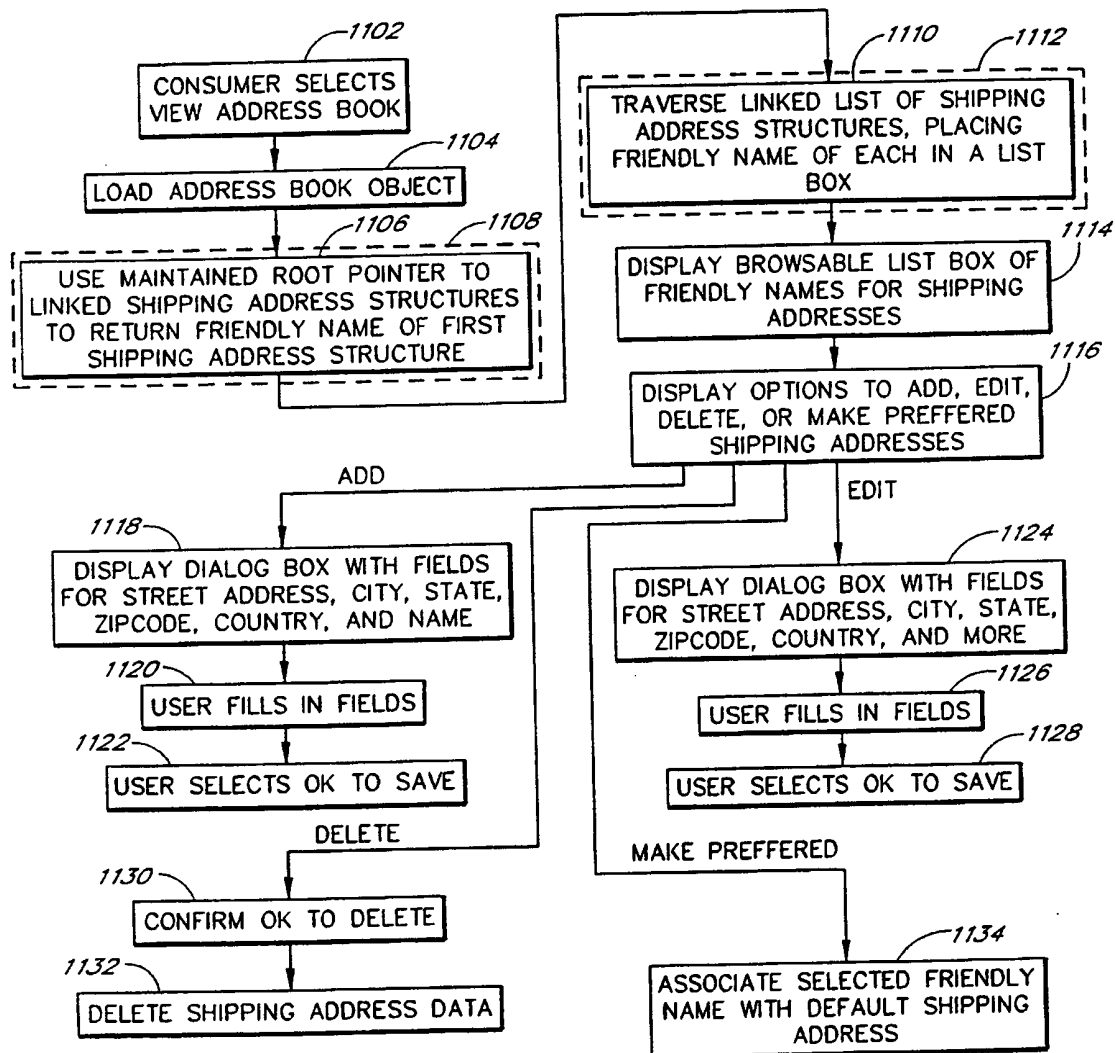 1102
CONSUMER SELECTS
VIEW ADDRESS BOOK
1104
LOAD ADDRESS BOOK OBJECT
1106
1108
USE MAINTAINED ROOT POINTER TO
LINKED SHIPPING ADDRESS STRUCTURES
TO RETURN FRIENDLY NAME OF FIRST
SHIPPING ADDRESS STRUCTURE
1110
1112
TRAVERSE LINKED LIST OF SHIPPING
ADDRESS STRUCTURES, PLACING
FRIENDLY NAME OF EACH IN A LIST
BOX
1114
DISPLAY BROWSABLE LIST BOX OF
FRIENDLY NAMES FOR SHIPPING
ADDRESSES
1116
DISPLAY OPTIONS TO ADD, EDIT,
DELETE, OR MAKE PREFFERED
SHIPPING ADDRESSES
ADD
EDIT
1118
DISPLAY DIALOG BOX WITH FIELDS
FOR STREET ADDRESS, CITY, STATE,
ZIPCODE, COUNTRY, AND NAME
1120
USER FILLS IN FIELDS
1122
USER SELECTS OK TO SAVE
1124
DISPLAY DIALOG BOX WITH FIELDS
FOR STREET ADDRESS, CITY, STATE,
ZIPCODE, COUNTRY, AND MORE
1126
USER FILLS IN FIELDS
1128
USER SELECTS OK TO SAVE
DELETE
1130
CONFIRM OK TO DELETE
1132
DELETE SHIPPING ADDRESS DATA
MAKE PREFFERED
1134
ASSOCIATE SELECTED FRIENDLY
NAME WITH DEFAULT SHIPPING
ADDRESS